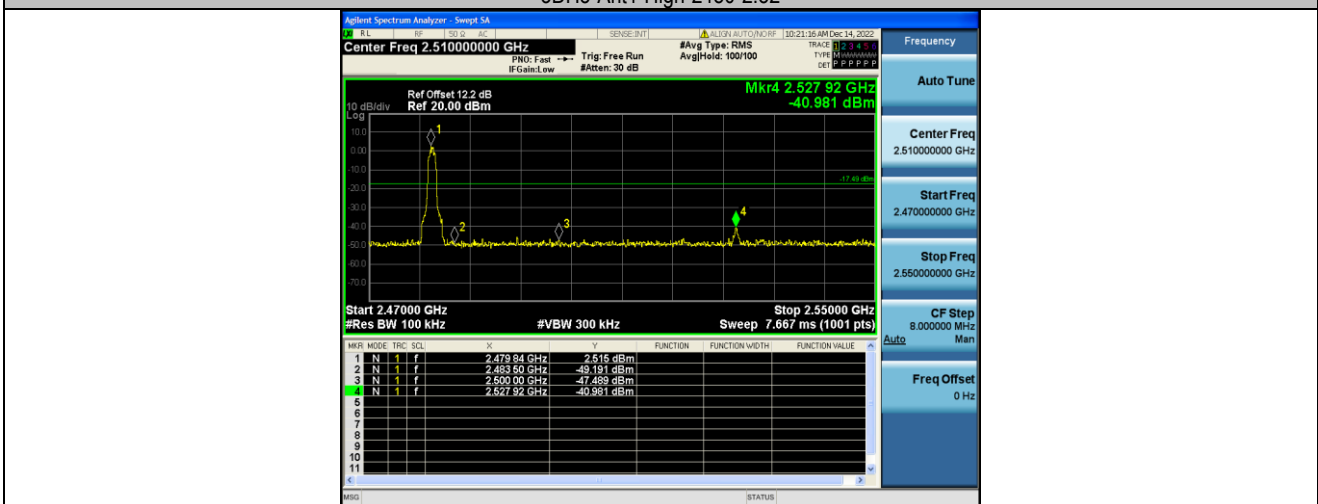 Agilent Spectrum Analyzer - Swept SA
RL RF 50 Ω AC SENSE:INT ALIGN AUTO/NO RF 10:21:16 AM Dec 14, 2022
Center Freq 2.510000000 GHz
PNO: Fast
IFGain:Low
Trig: Free Run
#Atten: 30 dB
#Avg Type: RMS
Avg|Hold: 100/100
TRACE 1 2 3 4 5 6
TYPE M
DET P P P P P P
Frequency
Auto Tune
Center Freq
2.510000000 GHz
Start Freq
2.470000000 GHz
Stop Freq
2.550000000 GHz
CF Step
8.000000 MHz
Auto Man
Freq Offset
0 Hz
Mkr4 2.527 92 GHz
-40.981 dBm
Ref Offset 12.2 dB
10 dB/div Ref 20.00 dBm
Log
10.0
0.00
-10.0
-20.0
-30.0
-40.0
-50.0
-60.0
-70.0
1
2
3
4
-17.49 dBm
Start 2.47000 GHz Stop 2.55000 GHz
#Res BW 100 kHz #VBW 300 kHz Sweep 7.667 ms (1001 pts)
MKR MODE TRC SCL X Y FUNCTION FUNCTION WIDTH FUNCTION VALUE
1 N 1 f 2.479 84 GHz 2.515 dBm
2 N 1 f 2.483 50 GHz -49.191 dBm
3 N 1 f 2.500 00 GHz -47.489 dBm
4 N 1 f 2.527 92 GHz -40.981 dBm
5
6
7
8
9
10
11
MSG STATUS